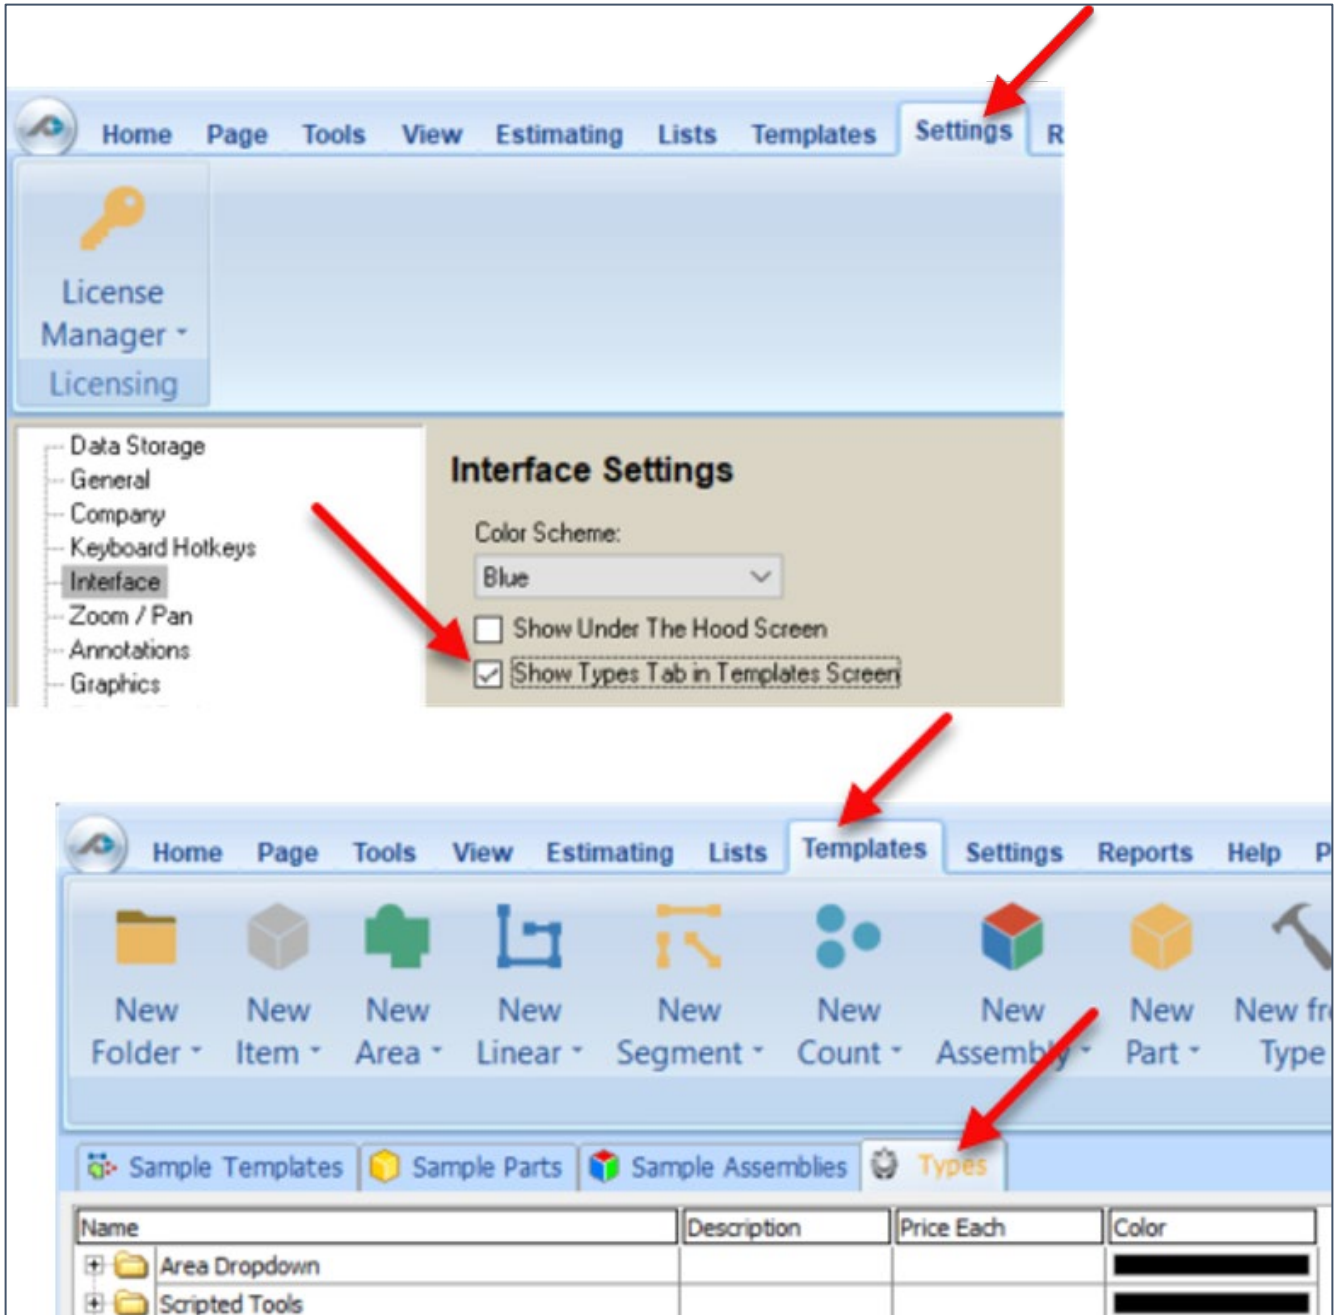 Home Page Tools View Estimating Lists Templates Settings R
License
Manager
Licensing
Data Storage
General
Company
Keyboard Hotkeys
Interface
Zoom / Pan
Annotations
Graphics
Interface Settings
Color Scheme:
Blue
Show Under The Hood Screen
Show Types Tab in Templates Screen
Home Page Tools View Estimating Lists Templates Settings Reports Help P
New Folder
New Item
New Area
New Linear
New Segment
New Count
New Assembly
New Part
New fr
Type
Sample Templates Sample Parts Sample Assemblies Types
Name Description Price Each Color
Area Dropdown
Scripted Tools